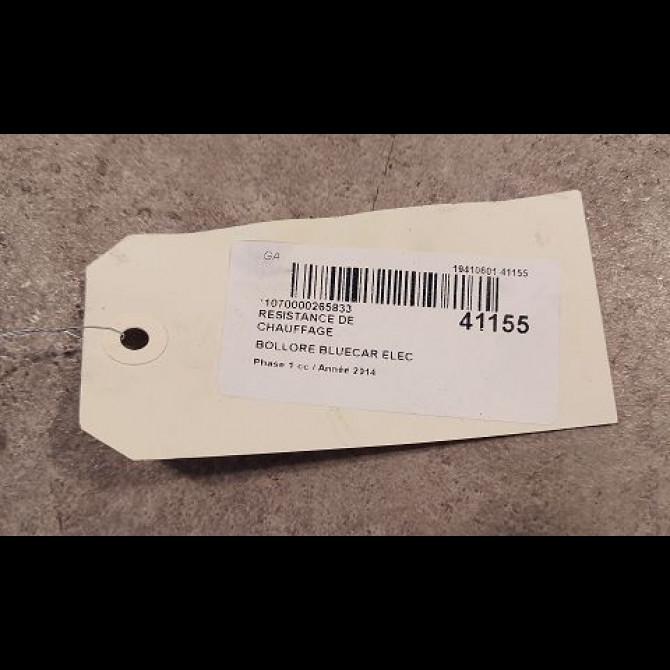 GA
19410601-41155
*1070000265833
41155
RESISTANCE DE
CHAUFFAGE
BOLLORE BLUECAR ELEC
Phase 1 cc / Année 2014